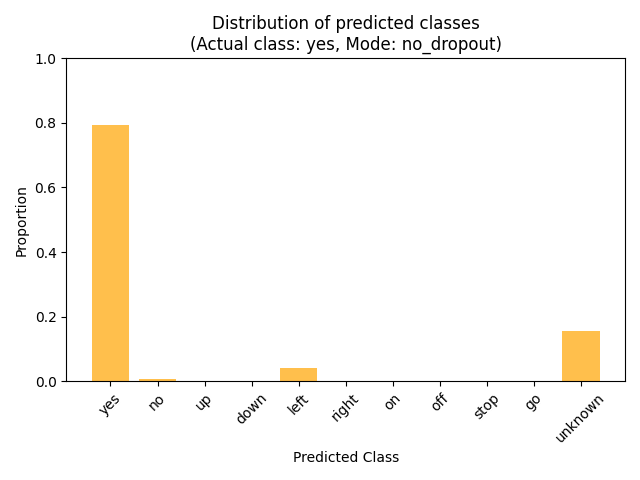 Distribution of predicted classes
(Actual class: yes, Mode: no_dropout)
1.0
0.8
0.6
0.4
0.2
0.0
Proportion
yes
no
up
down
left
right
on
off
stop
go
unknown
Predicted Class